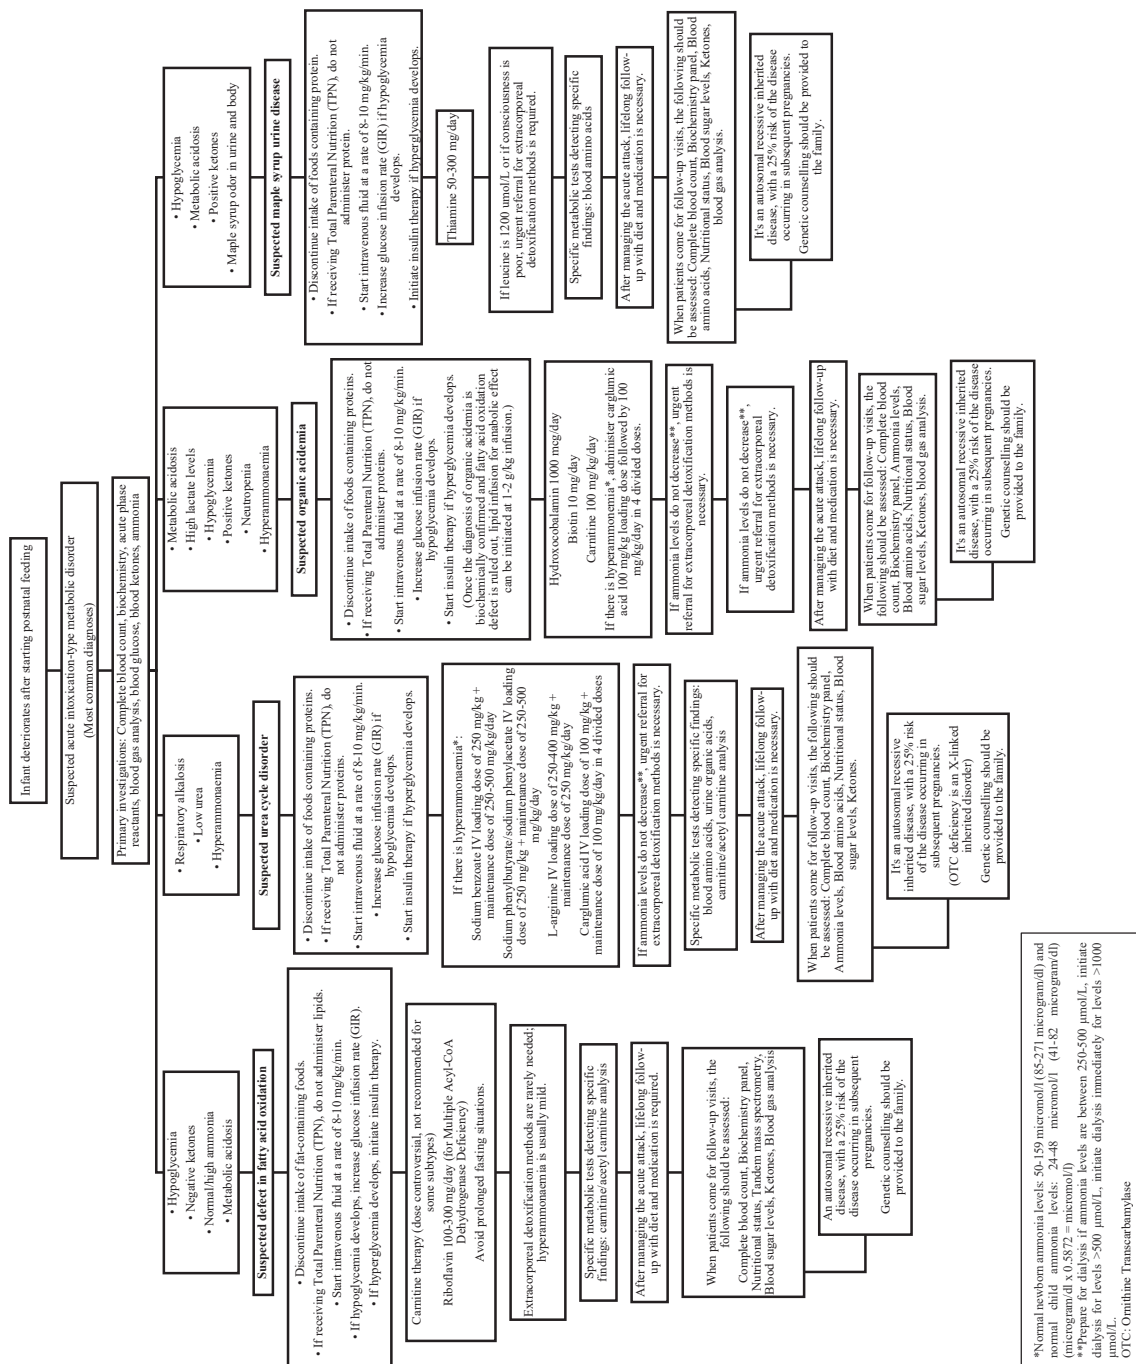 Infant deteriorates after starting postnatal feeding
Suspected acute intoxication-type metabolic disorder
(Most common diagnoses)
Primary investigations: Complete blood count, biochemistry, acute phase
reactants, blood gas analysis, blood glucose, blood ketones, ammonia
• Hypoglycemia
• Negative ketones
• Normal/high ammonia
• Metabolic acidosis
Suspected defect in fatty acid oxidation
• Discontinue intake of fat-containing foods.
• If receiving Total Parenteral Nutrition (TPN), do not administer lipids.
• Start intravenous fluid at a rate of 8-10 mg/kg/min.
• If hypoglycemia develops, increase glucose infusion rate (GIR).
• If hyperglycemia develops, initiate insulin therapy.
Carnitine therapy (dose controversial, not recommended for
some subtypes)
Riboflavin 100-300 mg/day (for Multiple Acyl-CoA
Dehydrogenase Deficiency)
Avoid prolonged fasting situations.
Extracorporeal detoxification methods are rarely needed;
hyperammonaemia is usually mild.
Specific metabolic tests detecting specific
findings: carnitine/acetyl carnitine analysis
After managing the acute attack, lifelong follow-
up with diet and medication is required.
When patients come for follow-up visits, the
following should be assessed:
Complete blood count, Biochemistry panel,
Nutritional status, Tandem mass spectrometry,
Blood sugar levels, Ketones, Blood gas analysis
An autosomal recessive inherited
disease, with a 25% risk of the
disease occurring in subsequent
pregnancies.
Genetic counselling should be
provided to the family.
• Respiratory alkalosis
• Low urea
• Hyperammonaemia
Suspected urea cycle disorder
• Discontinue intake of foods containing proteins.
• If receiving Total Parenteral Nutrition (TPN), do
not administer proteins.
• Start intravenous fluid at a rate of 8-10 mg/kg/min.
• Increase glucose infusion rate (GIR) if
hypoglycemia develops.
• Start insulin therapy if hyperglycemia develops.
If there is hyperammonaemia*:
Sodium benzoate IV loading dose of 250 mg/kg +
maintenance dose of 250-500 mg/kg/day
Sodium phenylbutyrate/sodium phenylacetate IV loading
dose of 250 mg/kg + maintenance dose of 250-500
mg/kg/day
L-arginine IV loading dose of 250-400 mg/kg +
maintenance dose of 250 mg/kg/day
Carglumic acid IV loading dose of 100 mg/kg +
maintenance dose of 100 mg/kg/day in 4 divided doses
If ammonia levels do not decrease**, urgent referral for
extracorporeal detoxification methods is necessary.
Specific metabolic tests detecting specific findings:
blood amino acids, urine organic acids,
carnitine/acetyl carnitine analysis
After managing the acute attack, lifelong follow-
up with diet and medication is necessary.
When patients come for follow-up visits, the following should
be assessed: Complete blood count, Biochemistry panel,
Ammonia levels, Blood amino acids, Nutritional status, Blood
sugar levels, Ketones.
It's an autosomal recessive
inherited disease, with a 25% risk
of the disease occurring in
subsequent pregnancies.
(OTC deficiency is an X-linked
inherited disorder)
Genetic counselling should be
provided to the family.
• Metabolic acidosis
• High lactate levels
• Hypoglycemia
• Positive ketones
• Neutropenia
• Hyperammonaemia
Suspected organic acidemia
• Discontinue intake of foods containing proteins.
• If receiving Total Parenteral Nutrition (TPN), do not
administer proteins.
• Start intravenous fluid at a rate of 8-10 mg/kg/min.
• Increase glucose infusion rate (GIR) if
hypoglycemia develops.
• Start insulin therapy if hyperglycemia develops.
(Once the diagnosis of organic acidemia is
biochemically confirmed and fatty acid oxidation
defect is ruled out, lipid infusion for anabolic effect
can be initiated at 1-2 g/kg infusion.)
Hydroxocobalamin 1000 mcg/day
Biotin 10 mg/day
Carnitine 100 mg/kg/day
If there is hyperammonemia*, administer carglumic
acid 100 mg/kg loading dose followed by 100
mg/kg/day in 4 divided doses.
If ammonia levels do not decrease**, urgent
referral for extracorporeal detoxification methods is
necessary.
If ammonia levels do not decrease**,
urgent referral for extracorporeal
detoxification methods is necessary.
After managing the acute attack, lifelong follow-up
with diet and medication is necessary.
When patients come for follow-up visits, the
following should be assessed: Complete blood
count, Biochemistry panel, Ammonia levels,
Blood amino acids, Nutritional status, Blood
sugar levels, Ketones, blood gas analysis.
It's an autosomal recessive inherited
disease, with a 25% risk of the disease
occurring in subsequent pregnancies.
Genetic counselling should be
provided to the family.
• Hypoglycemia
• Metabolic acidosis
• Positive ketones
• Maple syrup odor in urine and body
Suspected maple syrup urine disease
• Discontinue intake of foods containing protein.
• If receiving Total Parenteral Nutrition (TPN), do not
administer protein.
• Start intravenous fluid at a rate of 8-10 mg/kg/min.
• Increase glucose infusion rate (GIR) if hypoglycemia
develops.
• Initiate insulin therapy if hyperglycemia develops.
Thiamine 50-300 mg/day
If leucine is 1200 umol/L or if consciousness is
poor, urgent referral for extracorporeal
detoxification methods is required.
Specific metabolic tests detecting specific
findings: blood amino acids
After managing the acute attack, lifelong follow-
up with diet and medication is necessary.
When patients come for follow-up visits, the following should
be assessed: Complete blood count, Biochemistry panel, Blood
amino acids, Nutritional status, Blood sugar levels, Ketones,
blood gas analysis.
It's an autosomal recessive inherited
disease, with a 25% risk of the disease
occurring in subsequent pregnancies.
Genetic counselling should be provided to
the family.
*Normal newborn ammonia levels: 50-159 micromol/l (85-271 microgram/dl) and
normal child ammonia levels: 24-48 micromol/l (41-82 microgram/dl)
(microgram/dl x 0.5872 = micromol/l)
**Prepare for dialysis if ammonia levels are between 250-500 µmol/L, initiate
dialysis for levels >500 µmol/L, initiate dialysis immediately for levels >1000
µmol/L.
OTC: Ornithine Transcarbamylase